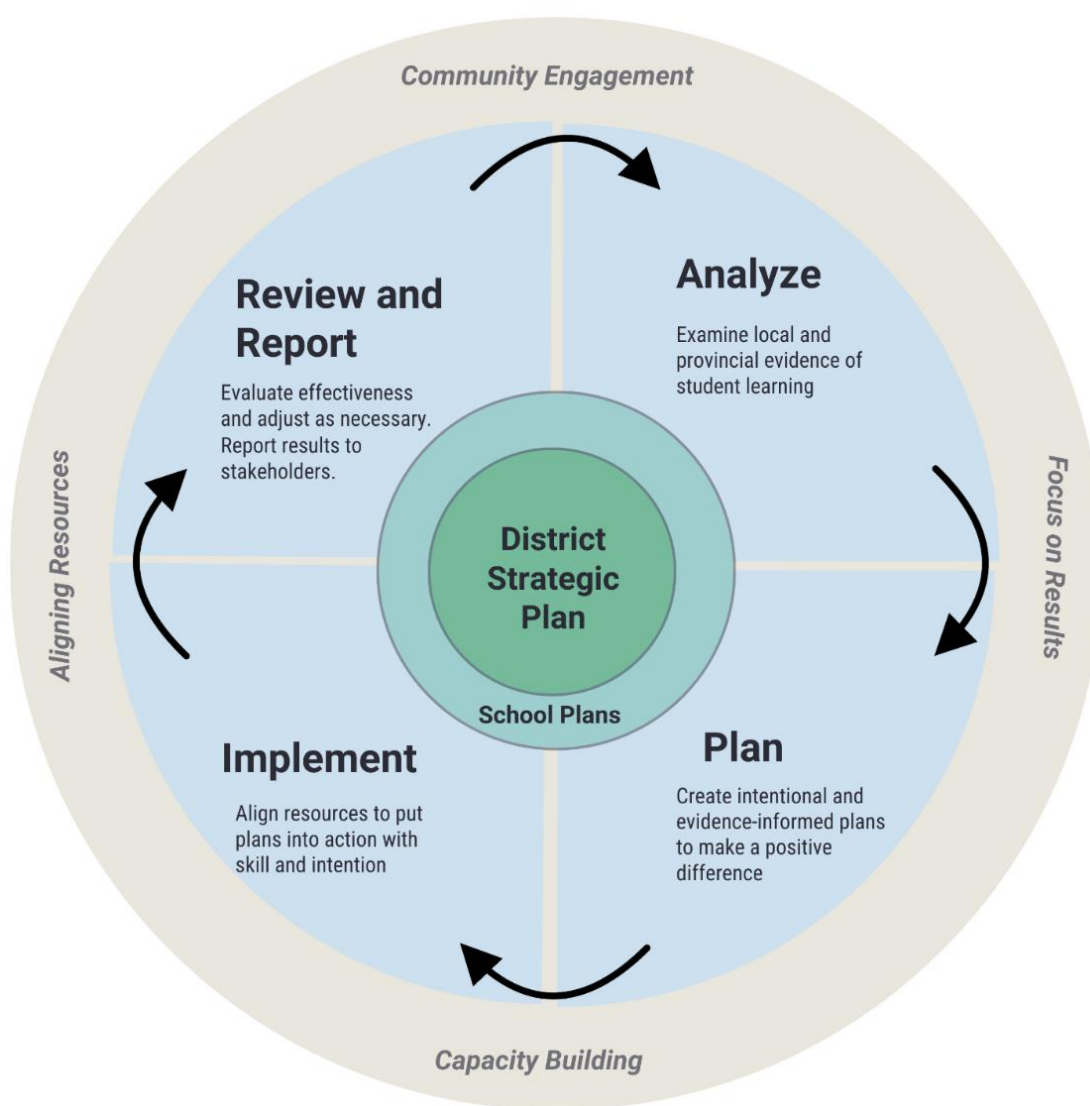 Community Engagement
Review and
Report
Evaluate effectiveness
and adjust as necessary.
Report results to
stakeholders.
Analyze
Examine local and
provincial evidence of
student learning
Aligning Resources
Focus on Results
District
Strategic
Plan
School Plans
Implement
Align resources to put
plans into action with
skill and intention
Plan
Create intentional and
evidence-informed plans
to make a positive
difference
Capacity Building